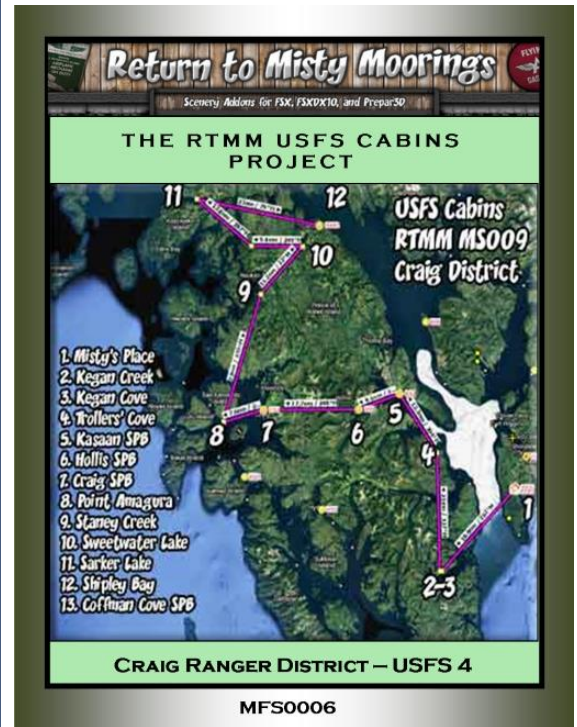 Return to Misty Moorings
FLYIN
Scenery Addons for FSX, FSXDX10, and Prepar3D
THE RTMM USFS CABINS
PROJECT
11
12
USFS Cabins
RTMM MS009
Craig District
10
9
1. Misty's Place
2. Kegan Creek
3. Kegan Cove
4. Trollers' Cove
5. Kasaan SPB
6. Hollis SPB
7. Craig SPB
8. Point Amagura
9. Staney Creek
10. Sweetwater Lake
11. Sarker Lake
12. Shipley Bay
13. Coffman Cove SPB
8
7
6
5
4
1
2-3
CRAIG RANGER DISTRICT – USFS 4
MFS0006